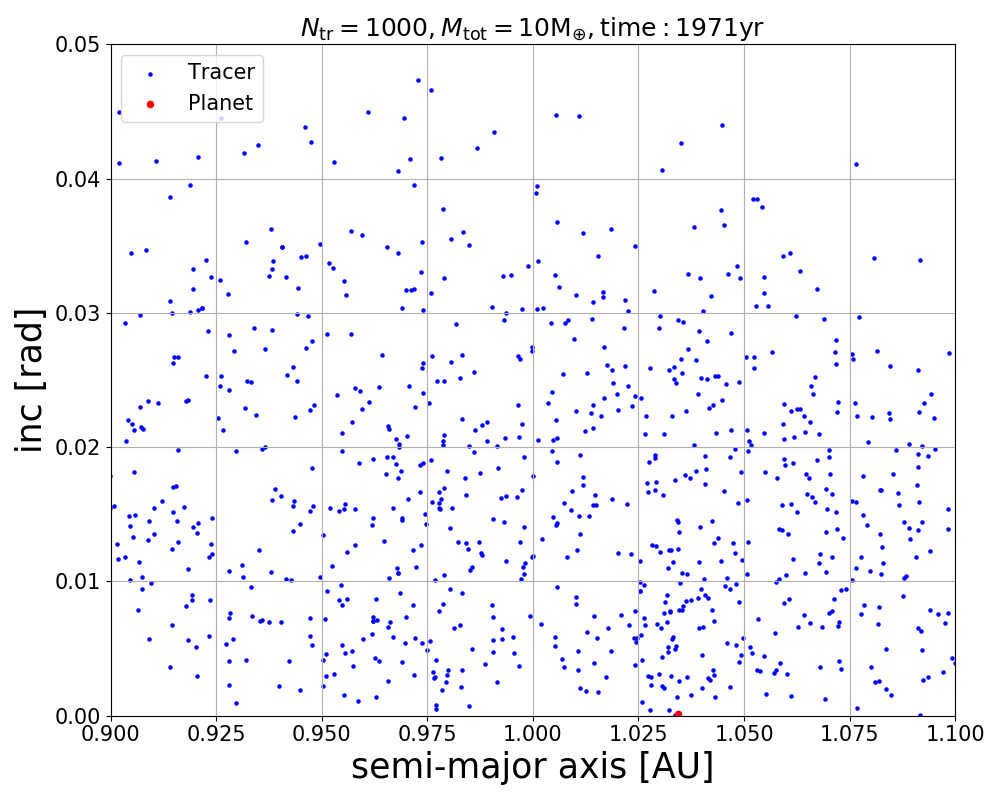 N_tr = 1000, M_tot = 10M_⊕, time : 1971yr
Tracer
Planet
0.05
0.04
0.03
0.02
0.01
0.00
inc [rad]
0.900 0.925 0.950 0.975 1.000 1.025 1.050 1.075 1.100
semi-major axis [AU]